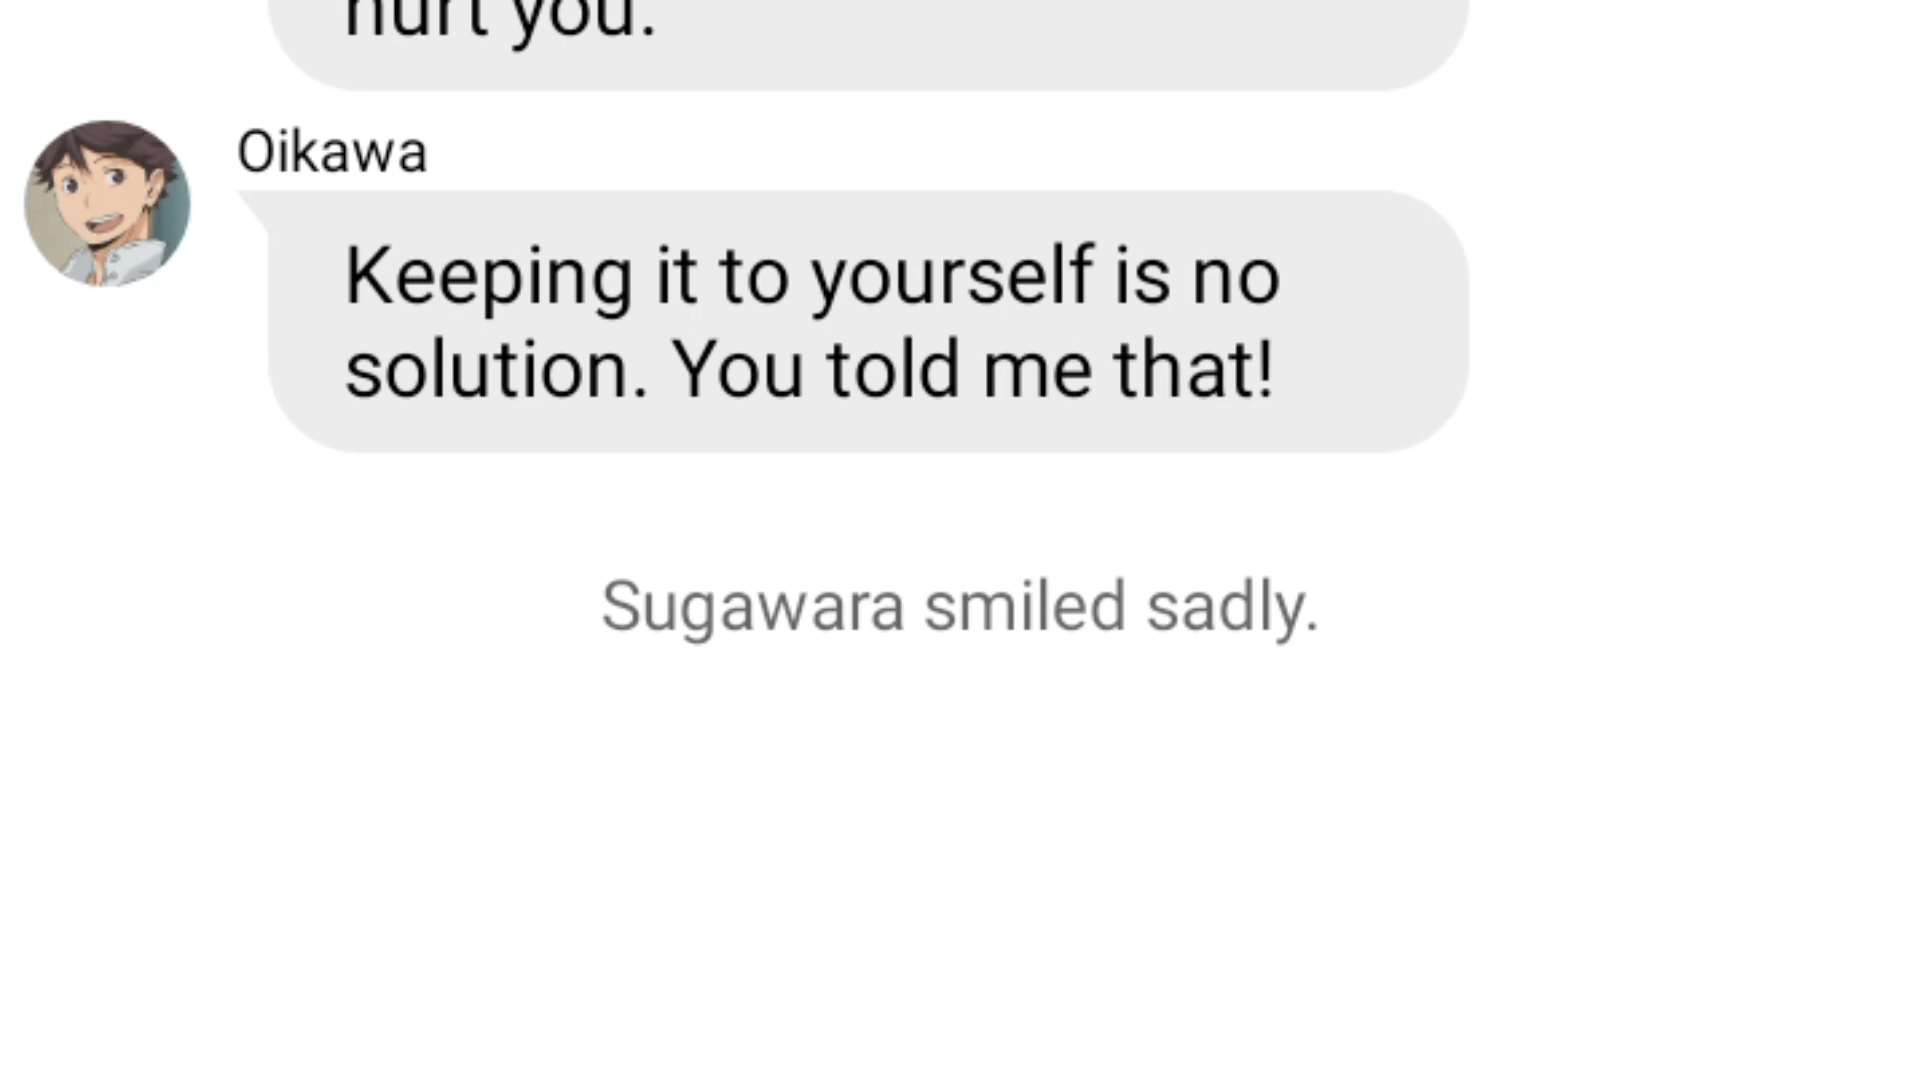 hurt you.
Oikawa
Keeping it to yourself is no
solution. You told me that!
Sugawara smiled sadly.